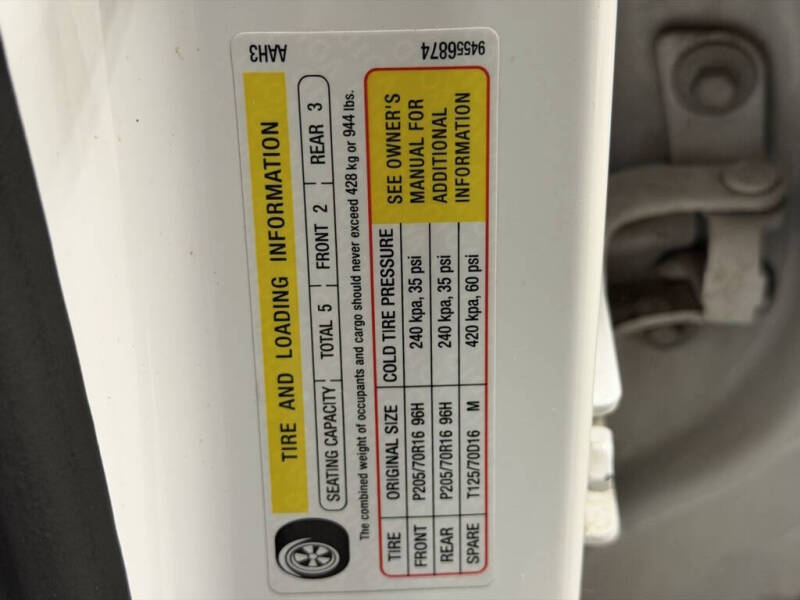 AAH3
94556874
TIRE AND LOADING INFORMATION
SEATING CAPACITY TOTAL 5 FRONT 2 REAR 3
The combined weight of occupants and cargo should never exceed 428 kg or 944 lbs.
TIRE ORIGINAL SIZE COLD TIRE PRESSURE
FRONT P205/70R16 96H 240 kpa, 35 psi
REAR P205/70R16 96H 240 kpa, 35 psi
SPARE T125/70D16 M 420 kpa, 60 psi
SEE OWNER'S
MANUAL FOR
ADDITIONAL
INFORMATION